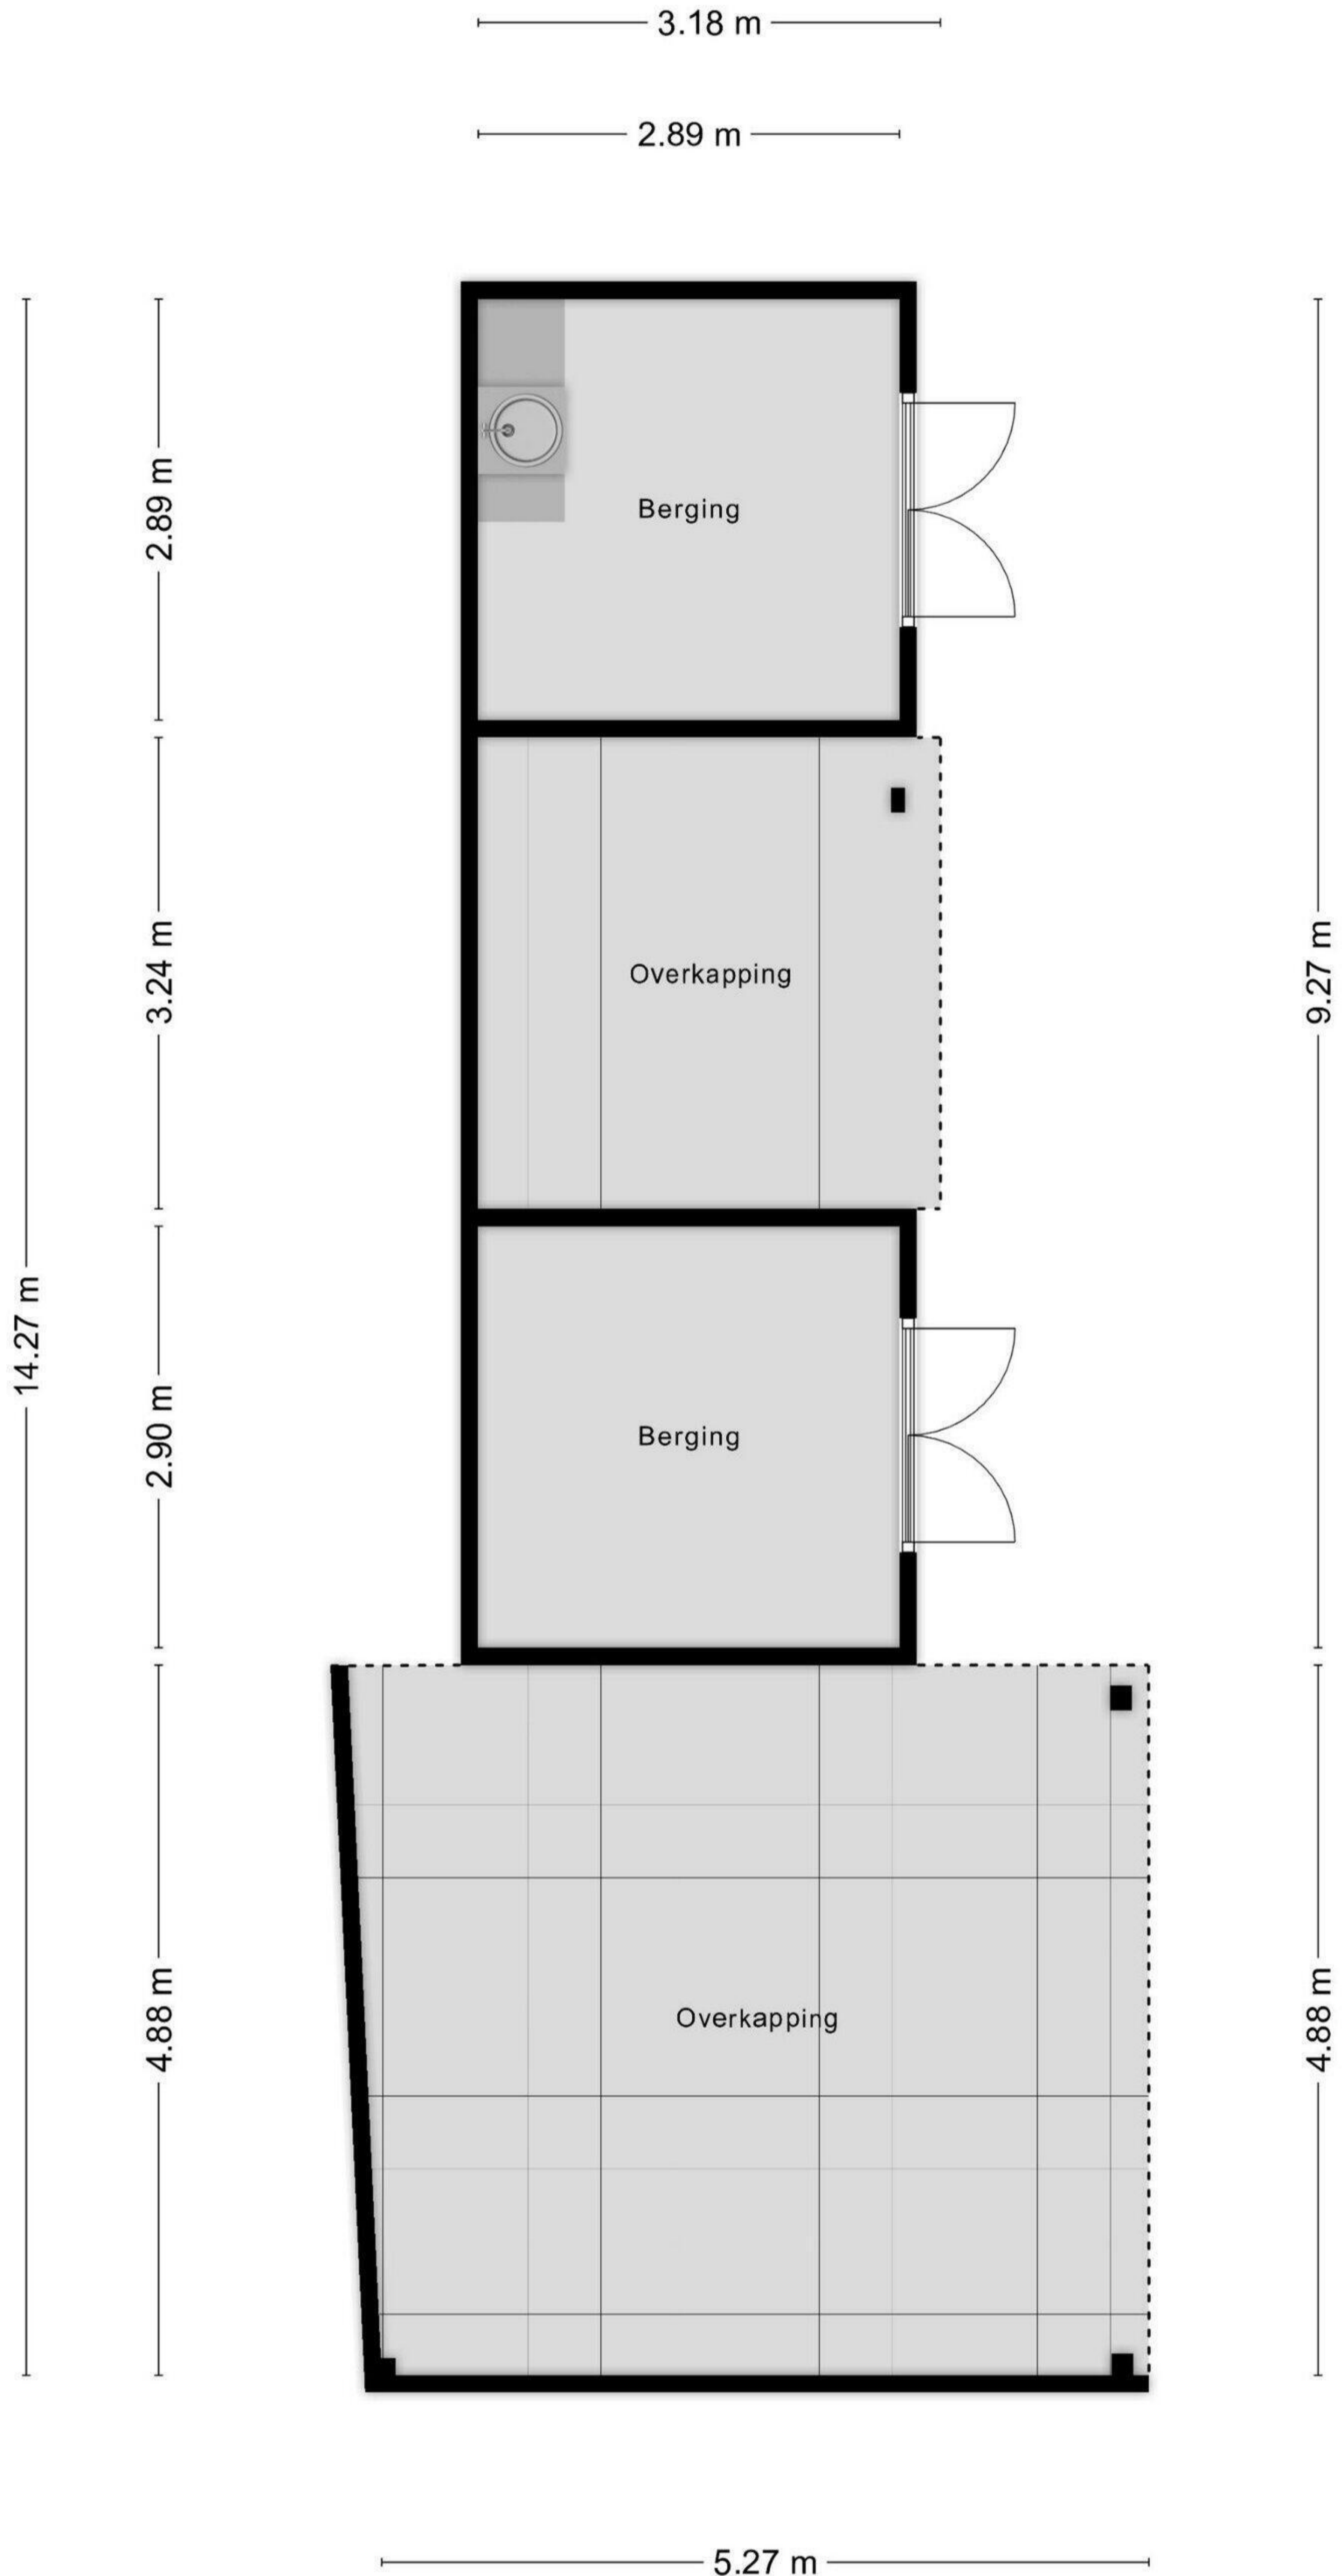 3.18 m
2.89 m
2.89 m
Berging
3.24 m
Overkapping
9.27 m
14.27 m
2.90 m
Berging
4.88 m
Overkapping
4.88 m
5.27 m